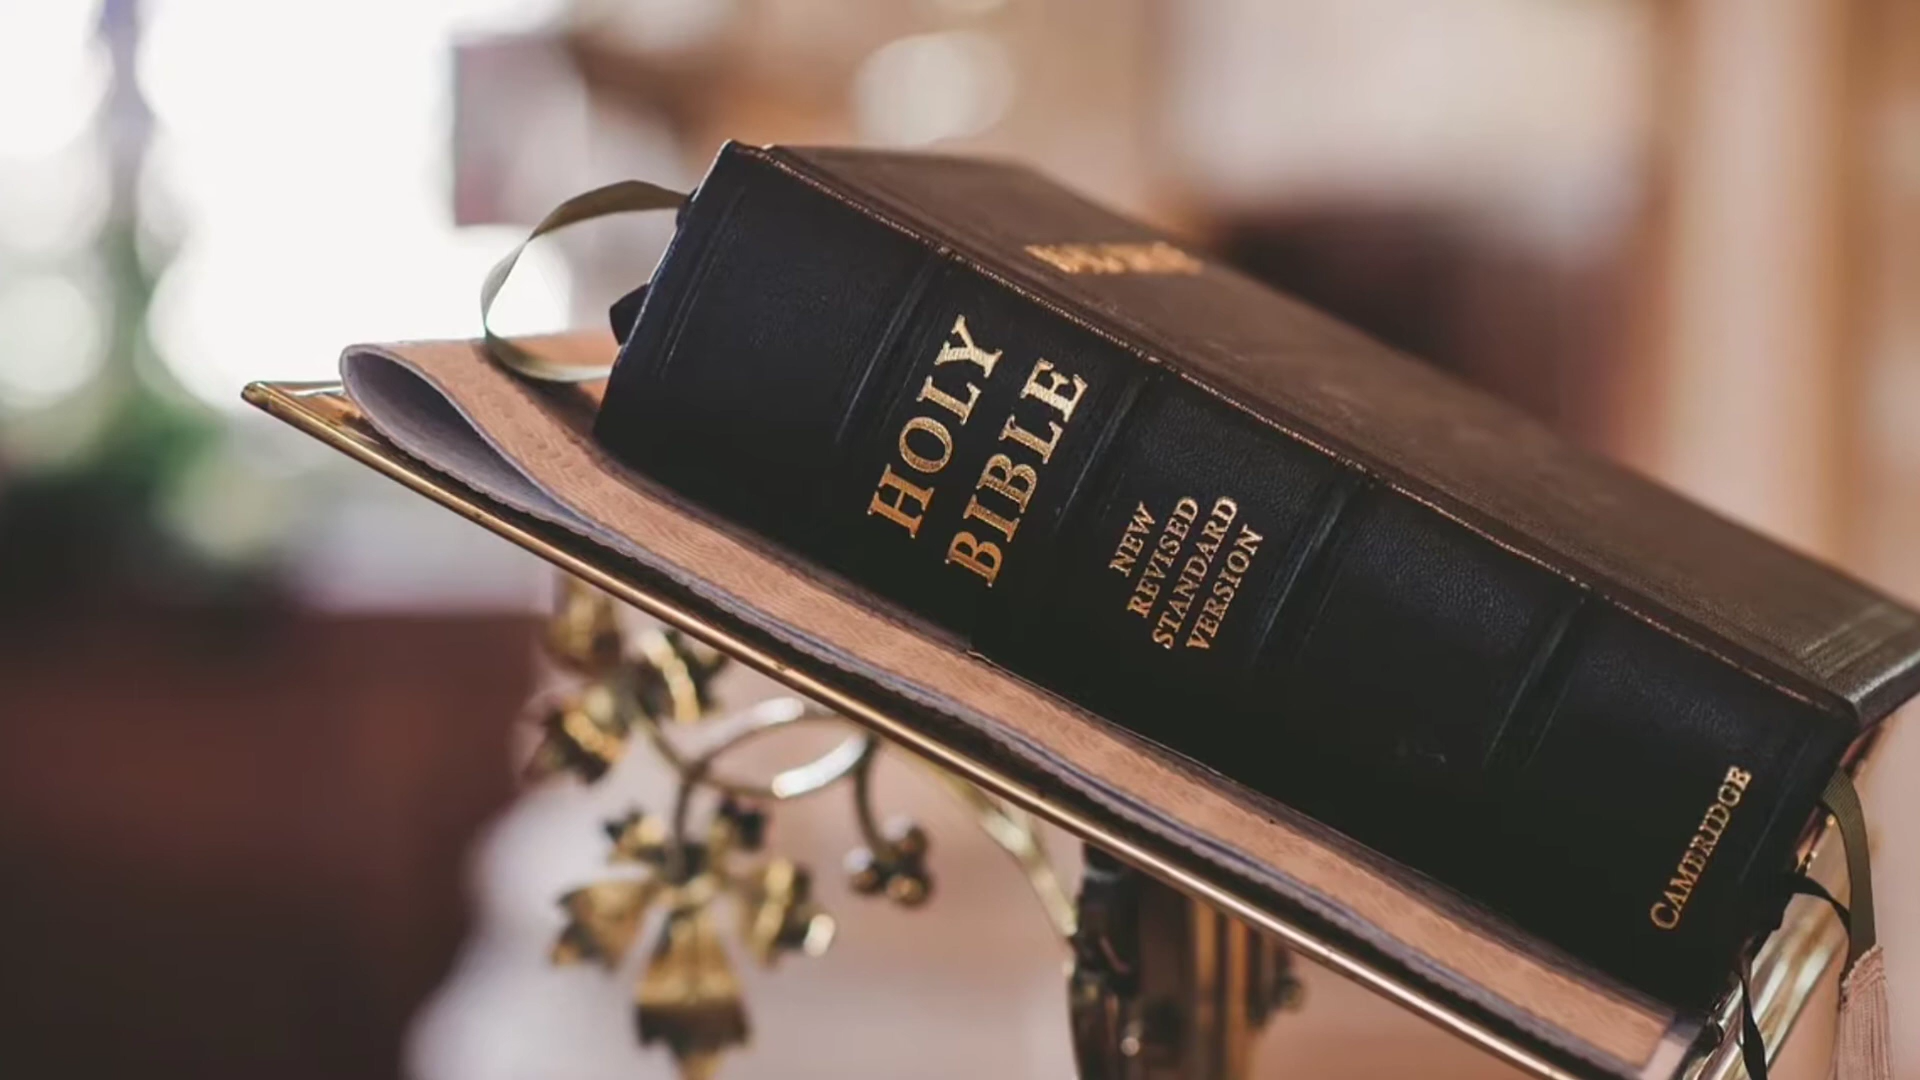 HOLY
BIBLE
NEW
REVISED
STANDARD
VERSION
CAMBRIDGE